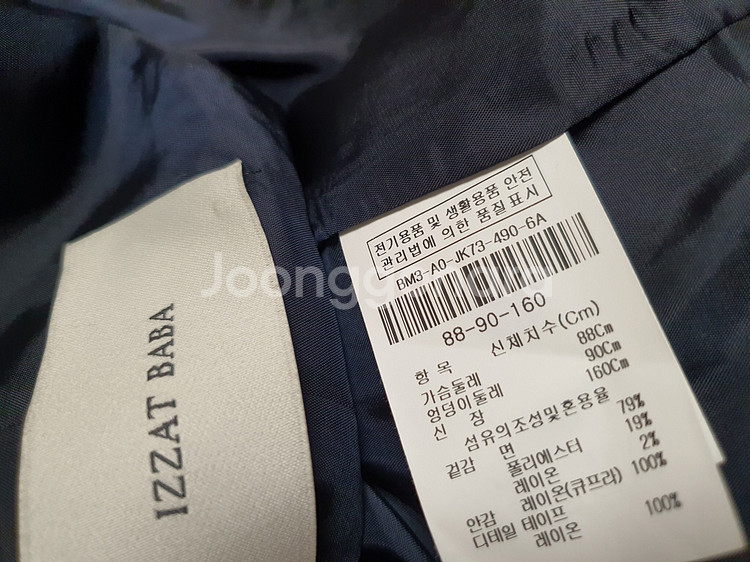 IZZAT BABA
전기용품 및 생활용품 안전
관리법에 의한 품질표시
BM3-A0-JK73-490-6A
88-90-160
항 목 신체치수(Cm)
가슴둘레 88Cm
엉덩이둘레 90Cm
신 장 160Cm
섬유의조성및혼용율
겉감 면 79%
폴리에스터 19%
레이온 2%
안감 레이온(큐프라) 100%
디테일 테이프
레이온 100%